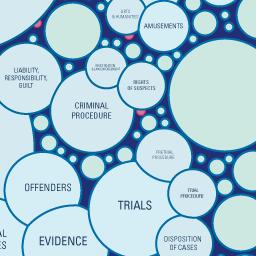 ARTS
& HUMANITIES
AMUSEMENTS
LIABILITY,
RESPONSIBILITY,
GUILT
RIGHTS
OF SUSPECTS
CRIMINAL
PROCEDURE
PRETRIAL
PROCEDURE
OFFENDERS
TRIAL
PROCEDURE
TRIALS
EVIDENCE
DISPOSITION
OF CASES
AL
ES